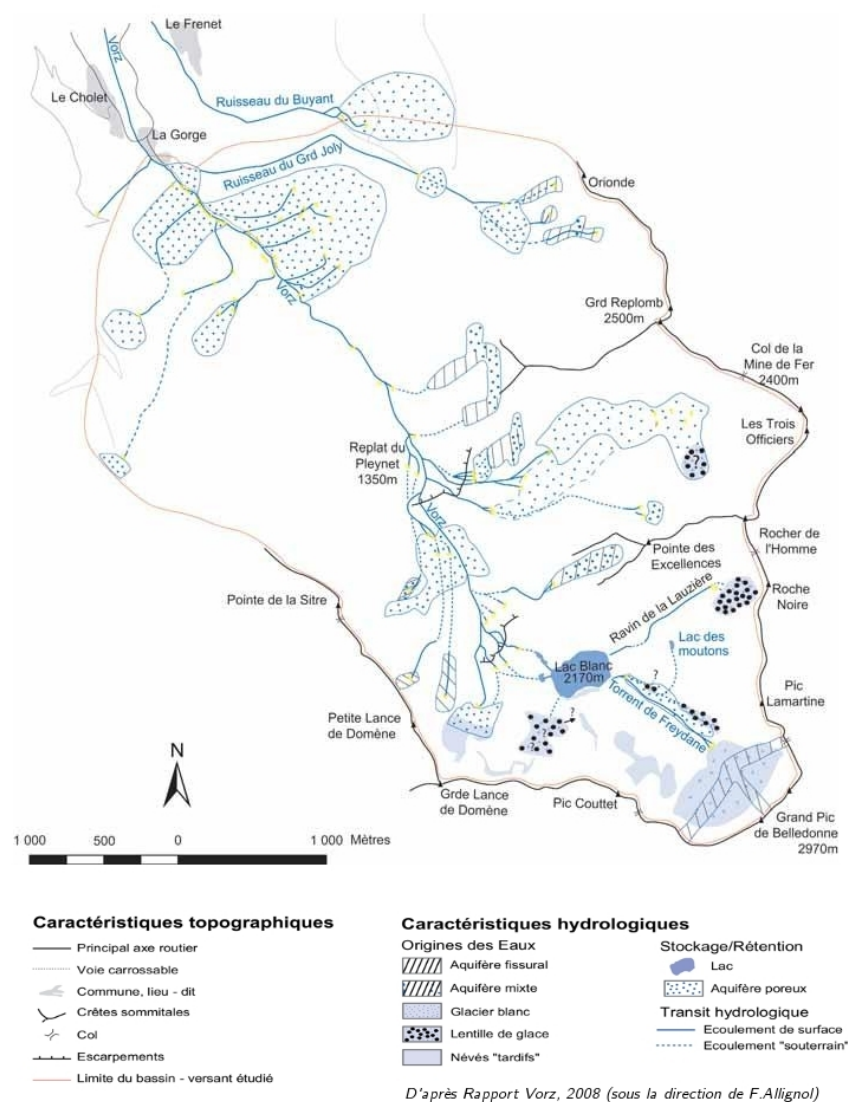 Le Frenet
Vorz
Le Cholet
Ruisseau du Buyant
La Gorge
Ruisseau du Grd Joly
Orionde
Vorz
Grd Replomb
2500m
Col de la
Mine de Fer
2400m
Les Trois
Officiers
Replat du
Pleynet
1350m
?
Vorz
Rocher de
l'Homme
Pointe des
Excellences
Roche
Noire
Pointe de la Sitre
Ravin de la Lauzière
Lac des
moutons
Lac Blanc
2170m
?
Pic
Lamartine
Torrent de Freydane
Petite Lance
de Domène
?
?
?
N
Grde Lance
de Domène
Pic Couttet
Grand Pic
de Belledonne
2970m
1 000 500 0 1 000 Mètres
Caractéristiques topographiques
Principal axe routier
Voie carrossable
Commune, lieu - dit
Crêtes sommitales
Col
Escarpements
Limite du bassin - versant étudié
Caractéristiques hydrologiques
Origines des Eaux
Aquifère fissural
Aquifère mixte
Glacier blanc
Lentille de glace
Névés "tardifs"
Stockage/Rétention
Lac
Aquifère poreux
Transit hydrologique
Ecoulement de surface
Ecoulement "souterrain"
D'après Rapport Vorz, 2008 (sous la direction de F.Allignol)